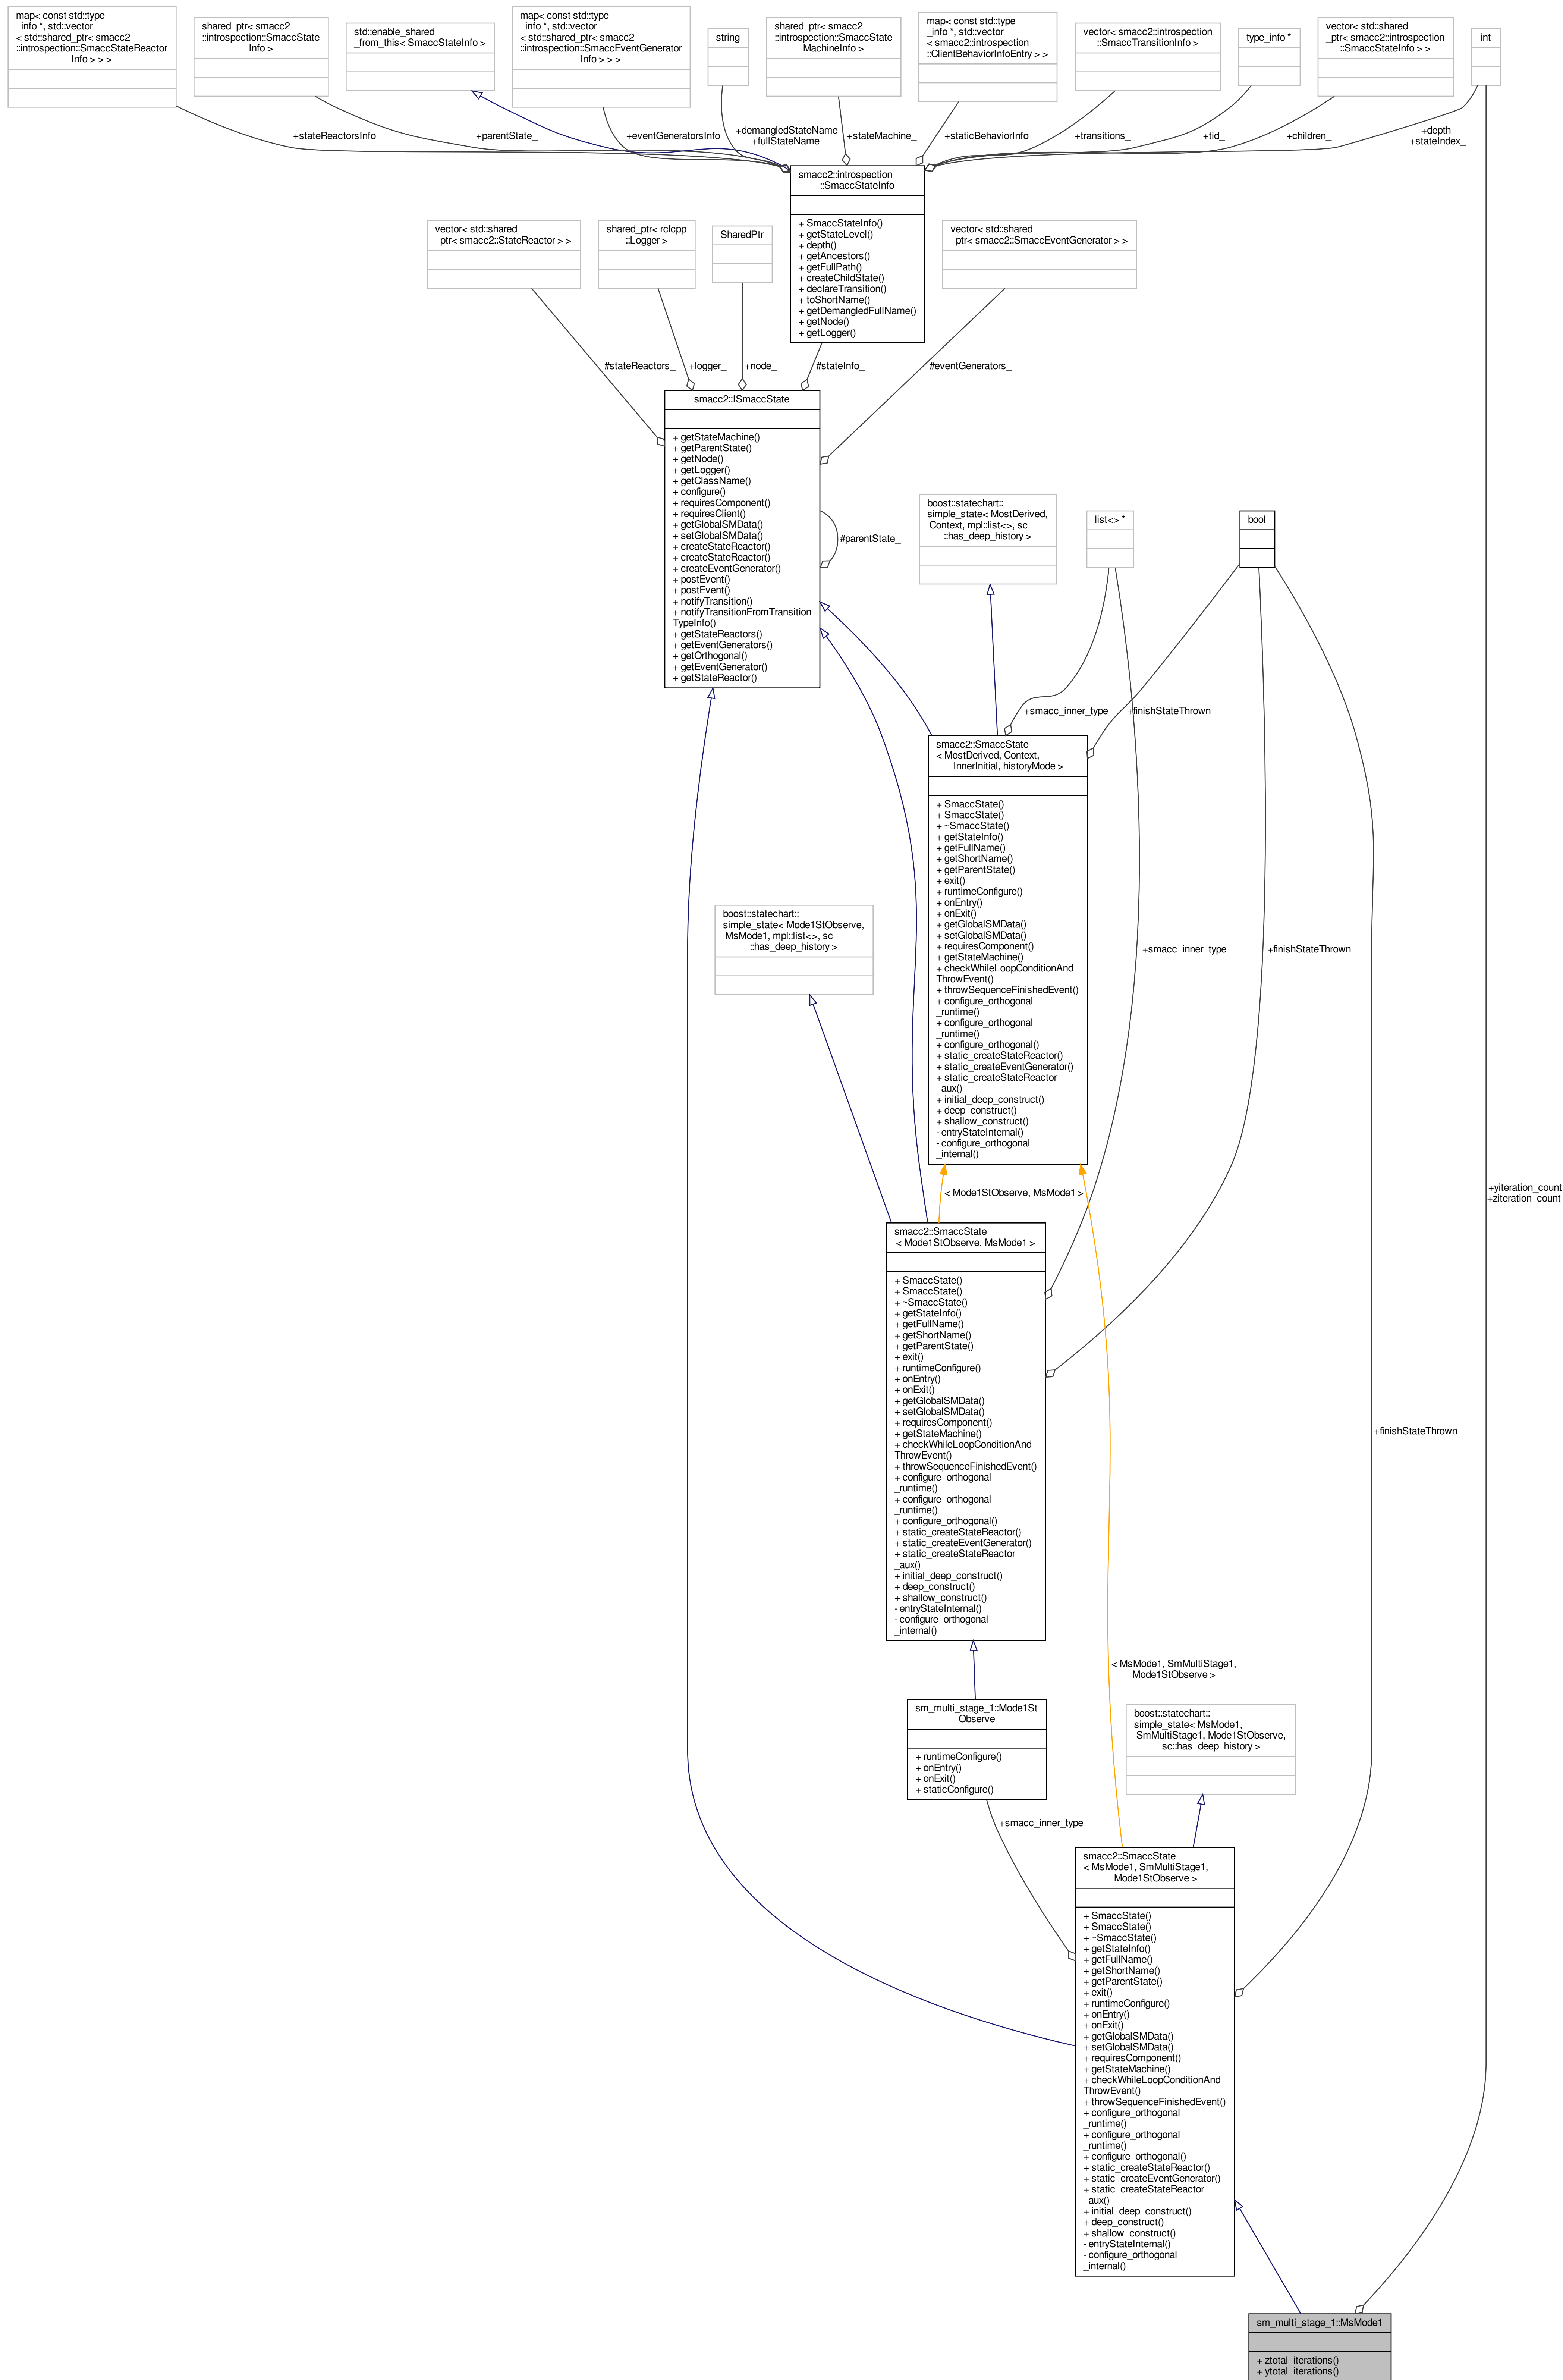 map< const std::type
_info *, std::vector
< std::shared_ptr< smacc2
::introspection::SmaccStateReactor
Info > > >
shared_ptr< smacc2
::introspection::SmaccState
Info >
std::enable_shared
_from_this< SmaccStateInfo >
map< const std::type
_info *, std::vector
< std::shared_ptr< smacc2
::introspection::SmaccEventGenerator
Info > > >
string
shared_ptr< smacc2
::introspection::SmaccState
MachineInfo >
map< const std::type
_info *, std::vector
< smacc2::introspection
::ClientBehaviorInfoEntry > >
vector< smacc2::introspection
::SmaccTransitionInfo >
type_info *
vector< std::shared
_ptr< smacc2::introspection
::SmaccStateInfo > >
int
+stateReactorsInfo
+parentState_
+eventGeneratorsInfo
+demangledStateName
+fullStateName
+stateMachine_
+staticBehaviorInfo
+transitions_
+tid_
+children_
+depth_
+stateIndex_
smacc2::introspection
::SmaccStateInfo
+ SmaccStateInfo()
+ getStateLevel()
+ depth()
+ getAncestors()
+ getFullPath()
+ createChildState()
+ declareTransition()
+ toShortName()
+ getDemangledFullName()
+ getNode()
+ getLogger()
vector< std::shared
_ptr< smacc2::StateReactor > >
shared_ptr< rclcpp
::Logger >
SharedPtr
vector< std::shared
_ptr< smacc2::SmaccEventGenerator > >
#stateReactors_
+logger_
+node_
#stateInfo_
#eventGenerators_
smacc2::ISmaccState
+ getStateMachine()
+ getParentState()
+ getNode()
+ getLogger()
+ getClassName()
+ configure()
+ requiresComponent()
+ requiresClient()
+ getGlobalSMData()
+ setGlobalSMData()
+ createStateReactor()
+ createStateReactor()
+ createEventGenerator()
+ postEvent()
+ postEvent()
+ notifyTransition()
+ notifyTransitionFromTransition
TypeInfo()
+ getStateReactors()
+ getEventGenerators()
+ getOrthogonal()
+ getEventGenerator()
+ getStateReactor()
#parentState_
boost::statechart::
simple_state< MostDerived,
Context, mpl::list<>, sc
::has_deep_history >
list<> *
bool
+smacc_inner_type
+finishStateThrown
smacc2::SmaccState
< MostDerived, Context,
InnerInitial, historyMode >
+ SmaccState()
+ SmaccState()
+ ~SmaccState()
+ getStateInfo()
+ getFullName()
+ getShortName()
+ getParentState()
+ exit()
+ runtimeConfigure()
+ onEntry()
+ onExit()
+ getGlobalSMData()
+ setGlobalSMData()
+ requiresComponent()
+ getStateMachine()
+ checkWhileLoopConditionAnd
ThrowEvent()
+ throwSequenceFinishedEvent()
+ configure_orthogonal
_runtime()
+ configure_orthogonal
_runtime()
+ configure_orthogonal()
+ static_createStateReactor()
+ static_createEventGenerator()
+ static_createStateReactor
_aux()
+ initial_deep_construct()
+ deep_construct()
+ shallow_construct()
- entryStateInternal()
- configure_orthogonal
_internal()
boost::statechart::
simple_state< Mode1StObserve,
MsMode1, mpl::list<>, sc
::has_deep_history >
+smacc_inner_type
+finishStateThrown
< Mode1StObserve, MsMode1 >
+yiteration_count
+ziteration_count
smacc2::SmaccState
< Mode1StObserve, MsMode1 >
+ SmaccState()
+ SmaccState()
+ ~SmaccState()
+ getStateInfo()
+ getFullName()
+ getShortName()
+ getParentState()
+ exit()
+ runtimeConfigure()
+ onEntry()
+ onExit()
+ getGlobalSMData()
+ setGlobalSMData()
+ requiresComponent()
+ getStateMachine()
+ checkWhileLoopConditionAnd
ThrowEvent()
+ throwSequenceFinishedEvent()
+ configure_orthogonal
_runtime()
+ configure_orthogonal
_runtime()
+ configure_orthogonal()
+ static_createStateReactor()
+ static_createEventGenerator()
+ static_createStateReactor
_aux()
+ initial_deep_construct()
+ deep_construct()
+ shallow_construct()
- entryStateInternal()
- configure_orthogonal
_internal()
+finishStateThrown
< MsMode1, SmMultiStage1,
Mode1StObserve >
sm_multi_stage_1::Mode1St
Observe
+ runtimeConfigure()
+ onEntry()
+ onExit()
+ staticConfigure()
boost::statechart::
simple_state< MsMode1,
SmMultiStage1, Mode1StObserve,
sc::has_deep_history >
+smacc_inner_type
smacc2::SmaccState
< MsMode1, SmMultiStage1,
Mode1StObserve >
+ SmaccState()
+ SmaccState()
+ ~SmaccState()
+ getStateInfo()
+ getFullName()
+ getShortName()
+ getParentState()
+ exit()
+ runtimeConfigure()
+ onEntry()
+ onExit()
+ getGlobalSMData()
+ setGlobalSMData()
+ requiresComponent()
+ getStateMachine()
+ checkWhileLoopConditionAnd
ThrowEvent()
+ throwSequenceFinishedEvent()
+ configure_orthogonal
_runtime()
+ configure_orthogonal
_runtime()
+ configure_orthogonal()
+ static_createStateReactor()
+ static_createEventGenerator()
+ static_createStateReactor
_aux()
+ initial_deep_construct()
+ deep_construct()
+ shallow_construct()
- entryStateInternal()
- configure_orthogonal
_internal()
sm_multi_stage_1::MsMode1
+ ztotal_iterations()
+ ytotal_iterations()